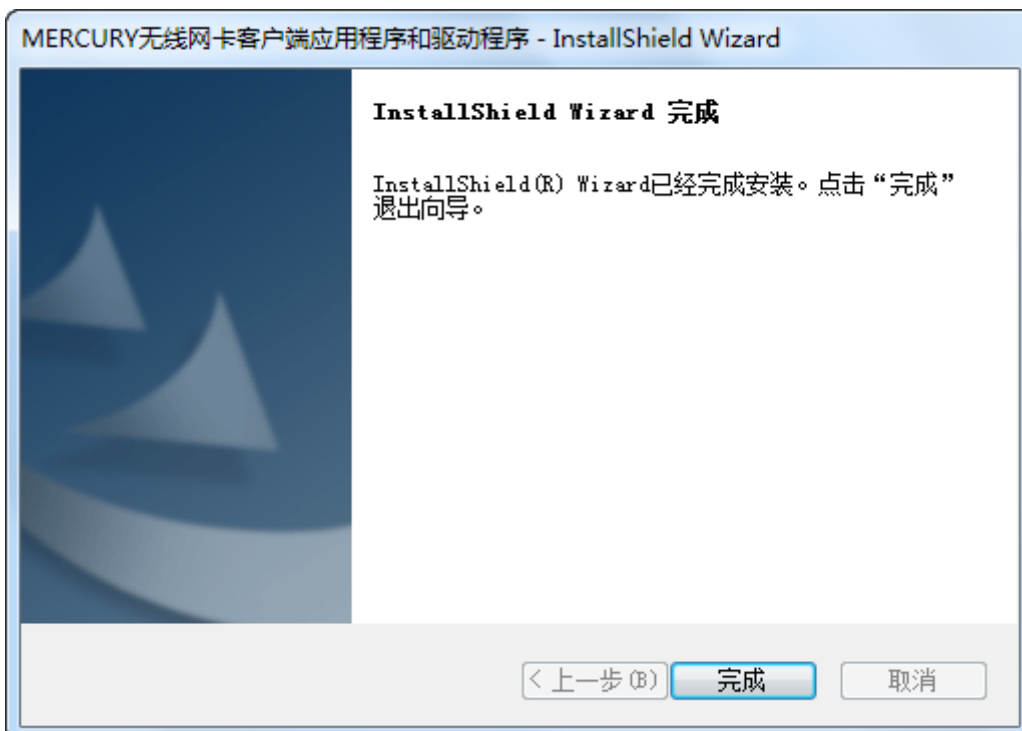 MERCURY无线网卡客户端应用程序和驱动程序 - InstallShield Wizard
InstallShield Wizard 完成
InstallShield(R) Wizard已经完成安装。点击“完成”
退出向导。
< 上一步(B)
完成
取消